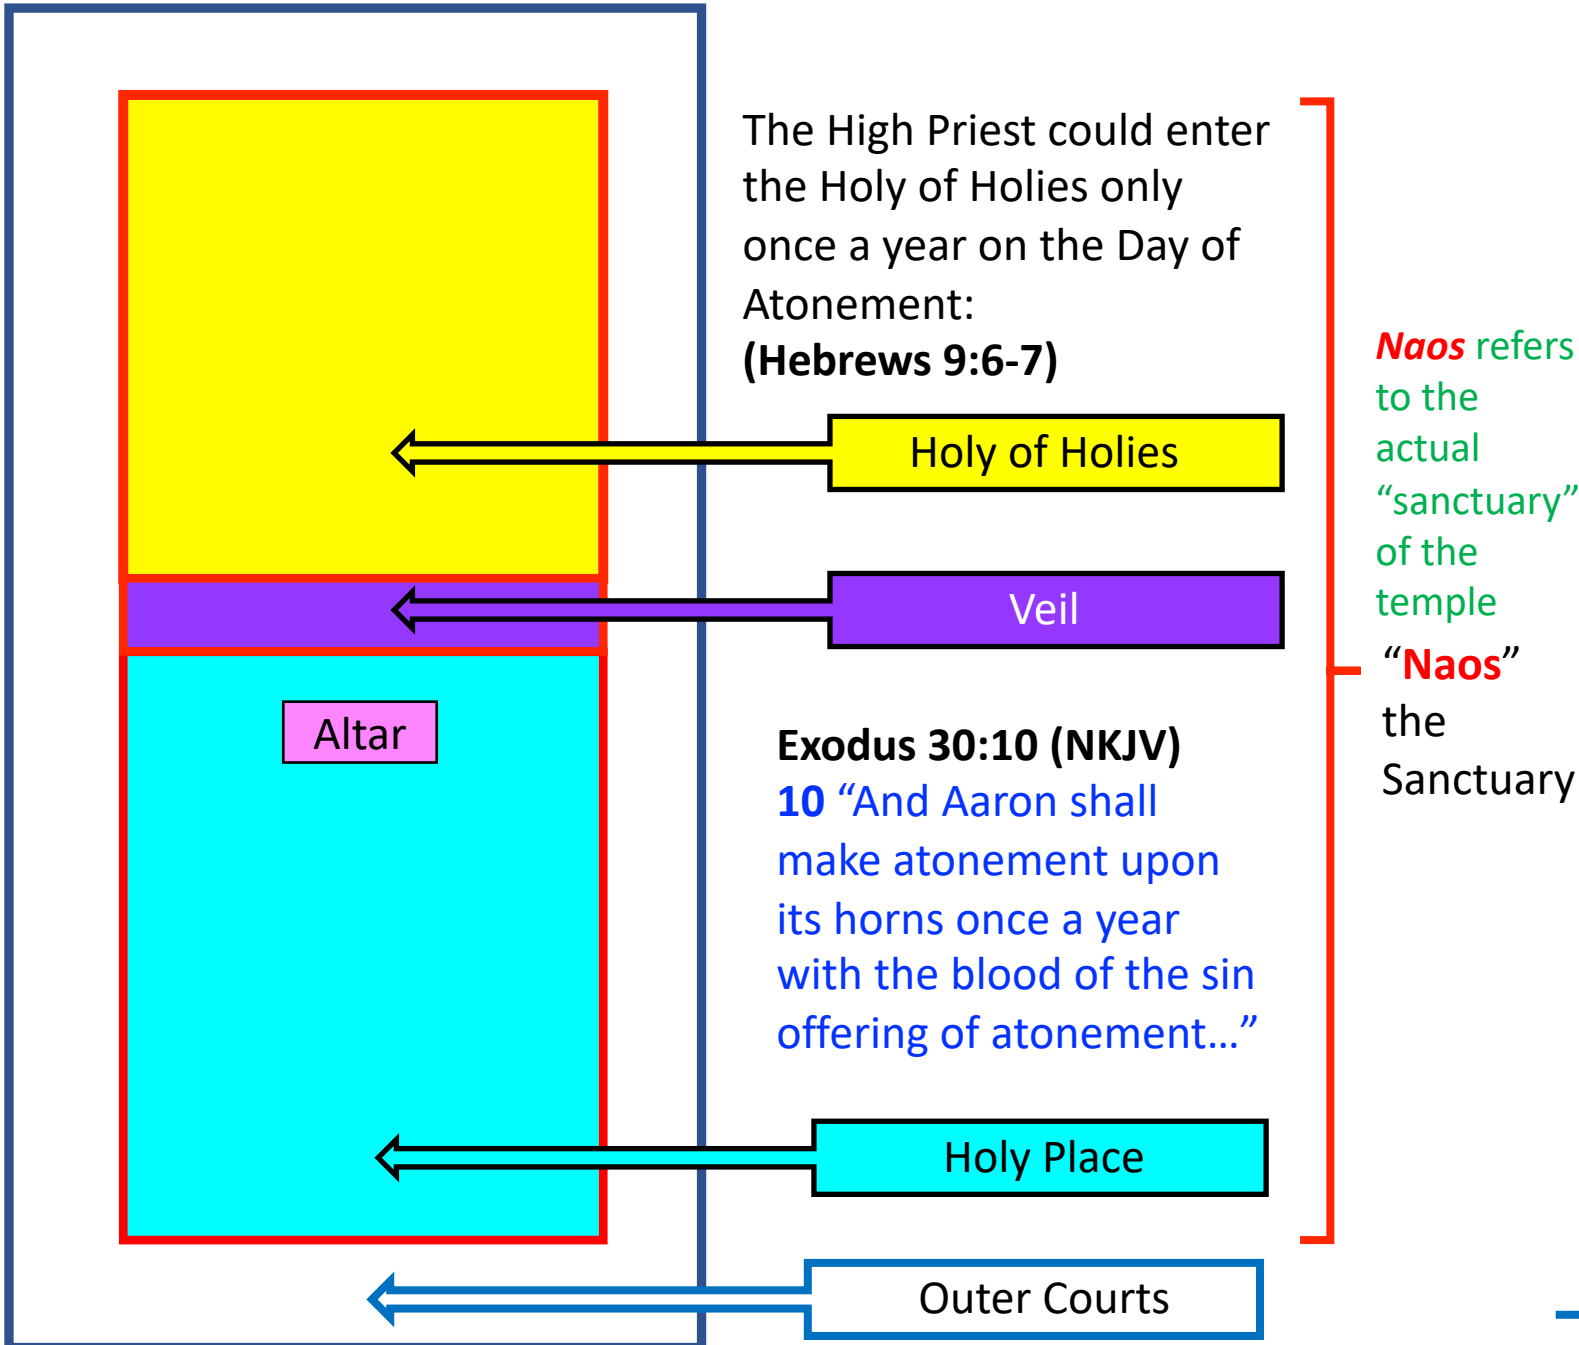 The High Priest could enter
the Holy of Holies only
once a year on the Day of
Atonement:
(Hebrews 9:6-7)
Holy of Holies
Veil
Altar
Exodus 30:10 (NKJV)
10 “And Aaron shall
make atonement upon
its horns once a year
with the blood of the sin
offering of atonement…”
Holy Place
Outer Courts
Naos refers
to the
actual
“sanctuary”
of the
temple
“Naos”
the
Sanctuary